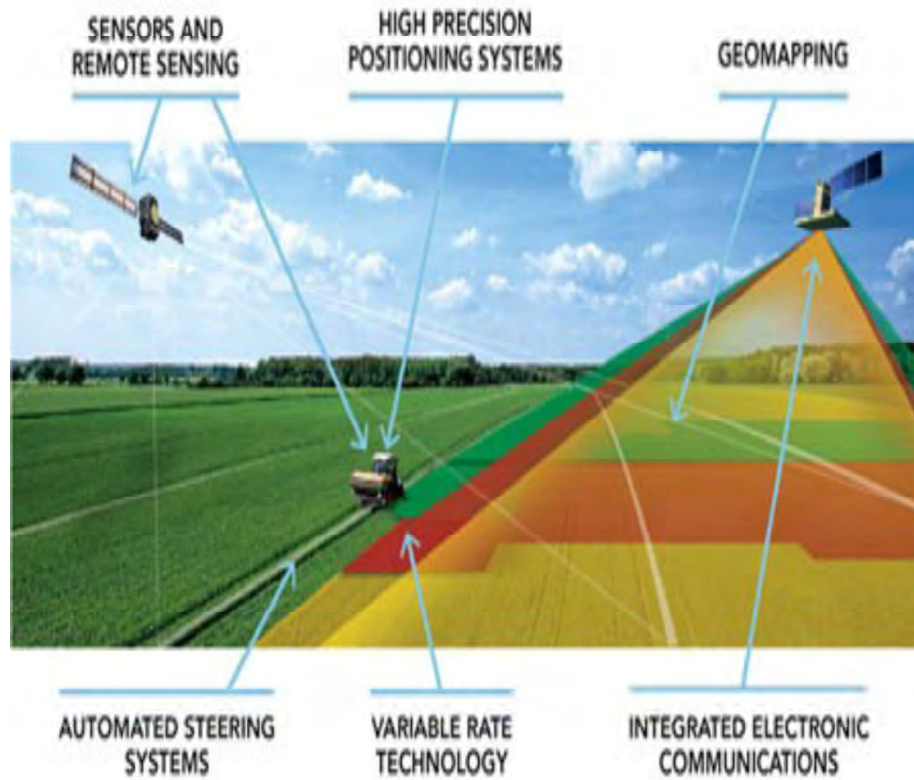 SENSORS AND
REMOTE SENSING
HIGH PRECISION
POSITIONING SYSTEMS
GEOMAPPING
AUTOMATED STEERING
SYSTEMS
VARIABLE RATE
TECHNOLOGY
INTEGRATED ELECTRONIC
COMMUNICATIONS